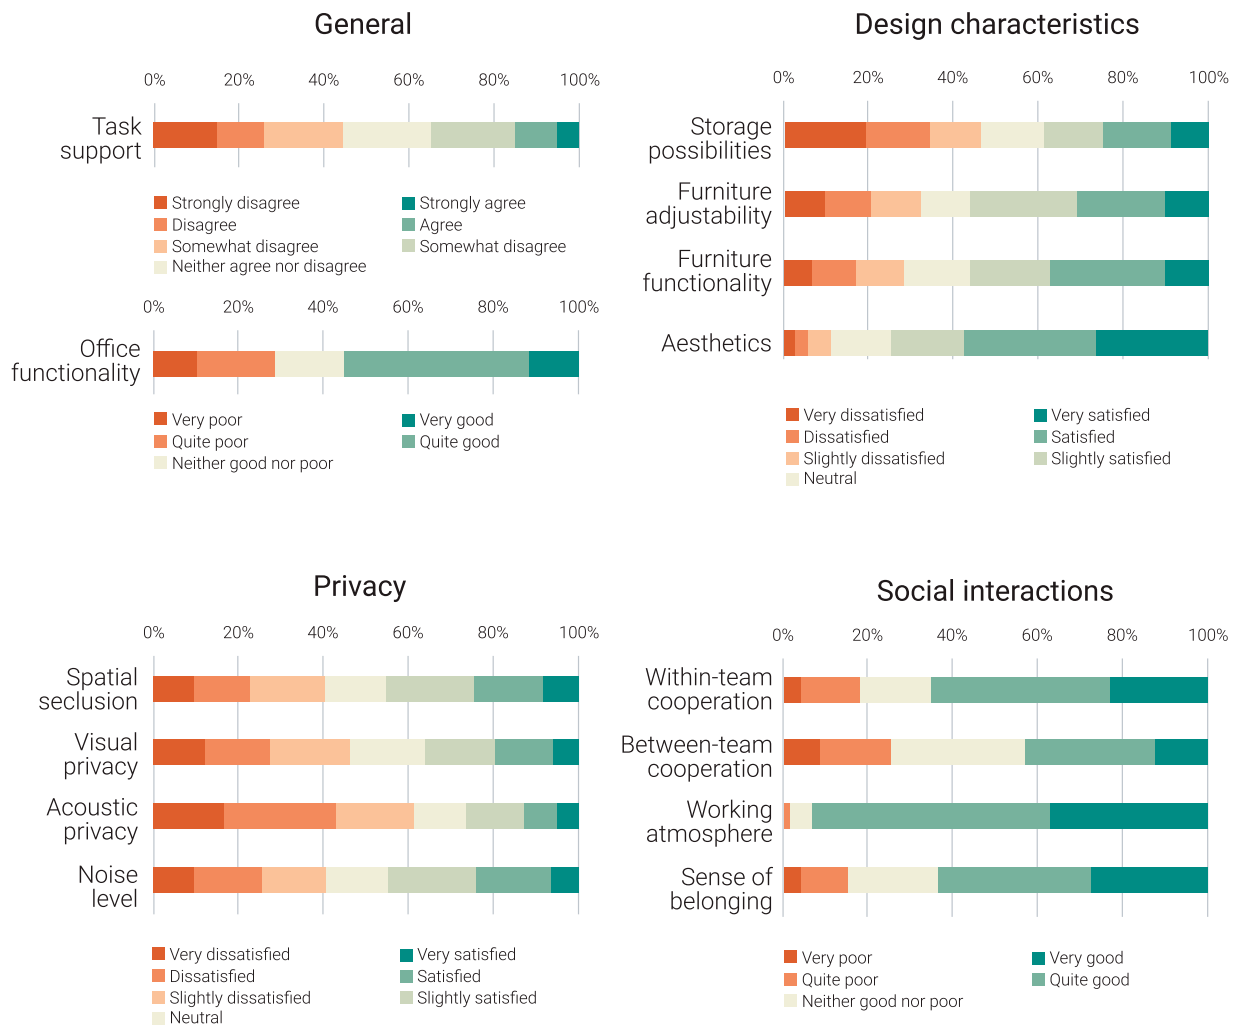 General
0% 20% 40% 60% 80% 100%
Task
support
Strongly disagree
Disagree
Somewhat disagree
Neither agree nor disagree
Strongly agree
Agree
Somewhat disagree
0% 20% 40% 60% 80% 100%
Office
functionality
Very poor
Quite poor
Neither good nor poor
Very good
Quite good
Design characteristics
0% 20% 40% 60% 80% 100%
Storage
possibilities
Furniture
adjustability
Furniture
functionality
Aesthetics
Very dissatisfied
Dissatisfied
Slightly dissatisfied
Neutral
Very satisfied
Satisfied
Slightly satisfied
Privacy
0% 20% 40% 60% 80% 100%
Spatial
seclusion
Visual
privacy
Acoustic
privacy
Noise
level
Very dissatisfied
Dissatisfied
Slightly dissatisfied
Neutral
Very satisfied
Satisfied
Slightly satisfied
Social interactions
0% 20% 40% 60% 80% 100%
Within-team
cooperation
Between-team
cooperation
Working
atmosphere
Sense of
belonging
Very poor
Quite poor
Neither good nor poor
Very good
Quite good